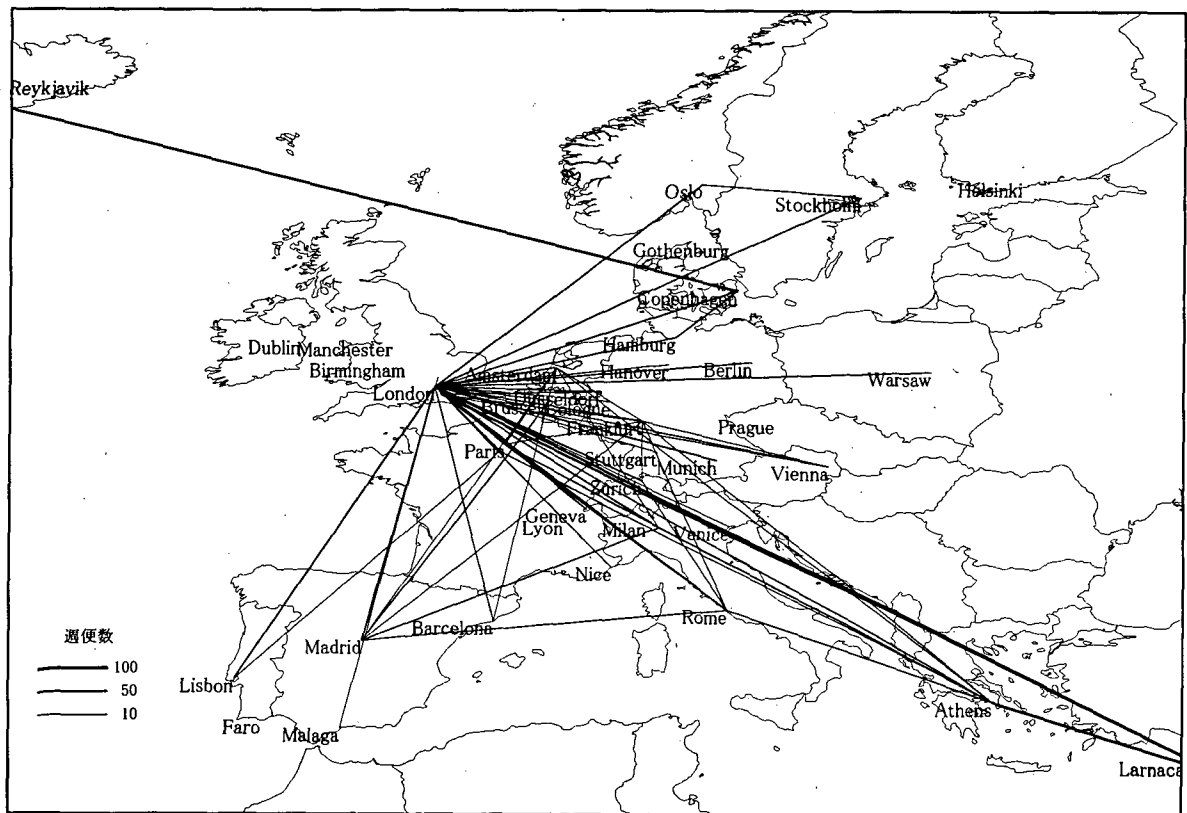 Reykjavik
Oslo
Helsinki
Stockholm
Gothenburg
Copenhagen
Dublin
Manchester
Hamburg
Birmingham
Amsterdam
Hanover
Berlin
Warsaw
London
Düsseldorf
Brussels
Cologne
Frankfurt
Prague
Paris
Stuttgart
Munich
Vienna
Zurich
Geneva
Lyon
Milan
Venice
Nice
Rome
Barcelona
Madrid
週便数
100
50
10
Lisbon
Faro
Malaga
Athens
Larnaca